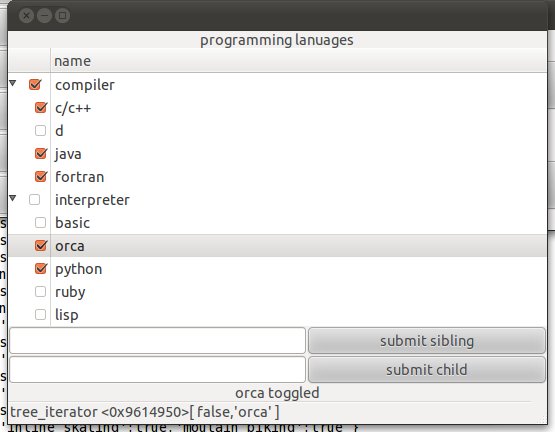 programming lanuages
name
compiler
c/c++
d
java
fortran
interpreter
basic
orca
python
ruby
lisp
submit sibling
submit child
orca toggled
tree_iterator <0x9614950>[ false,'orca' ]
'inline skating':true,'moutain biking':true }